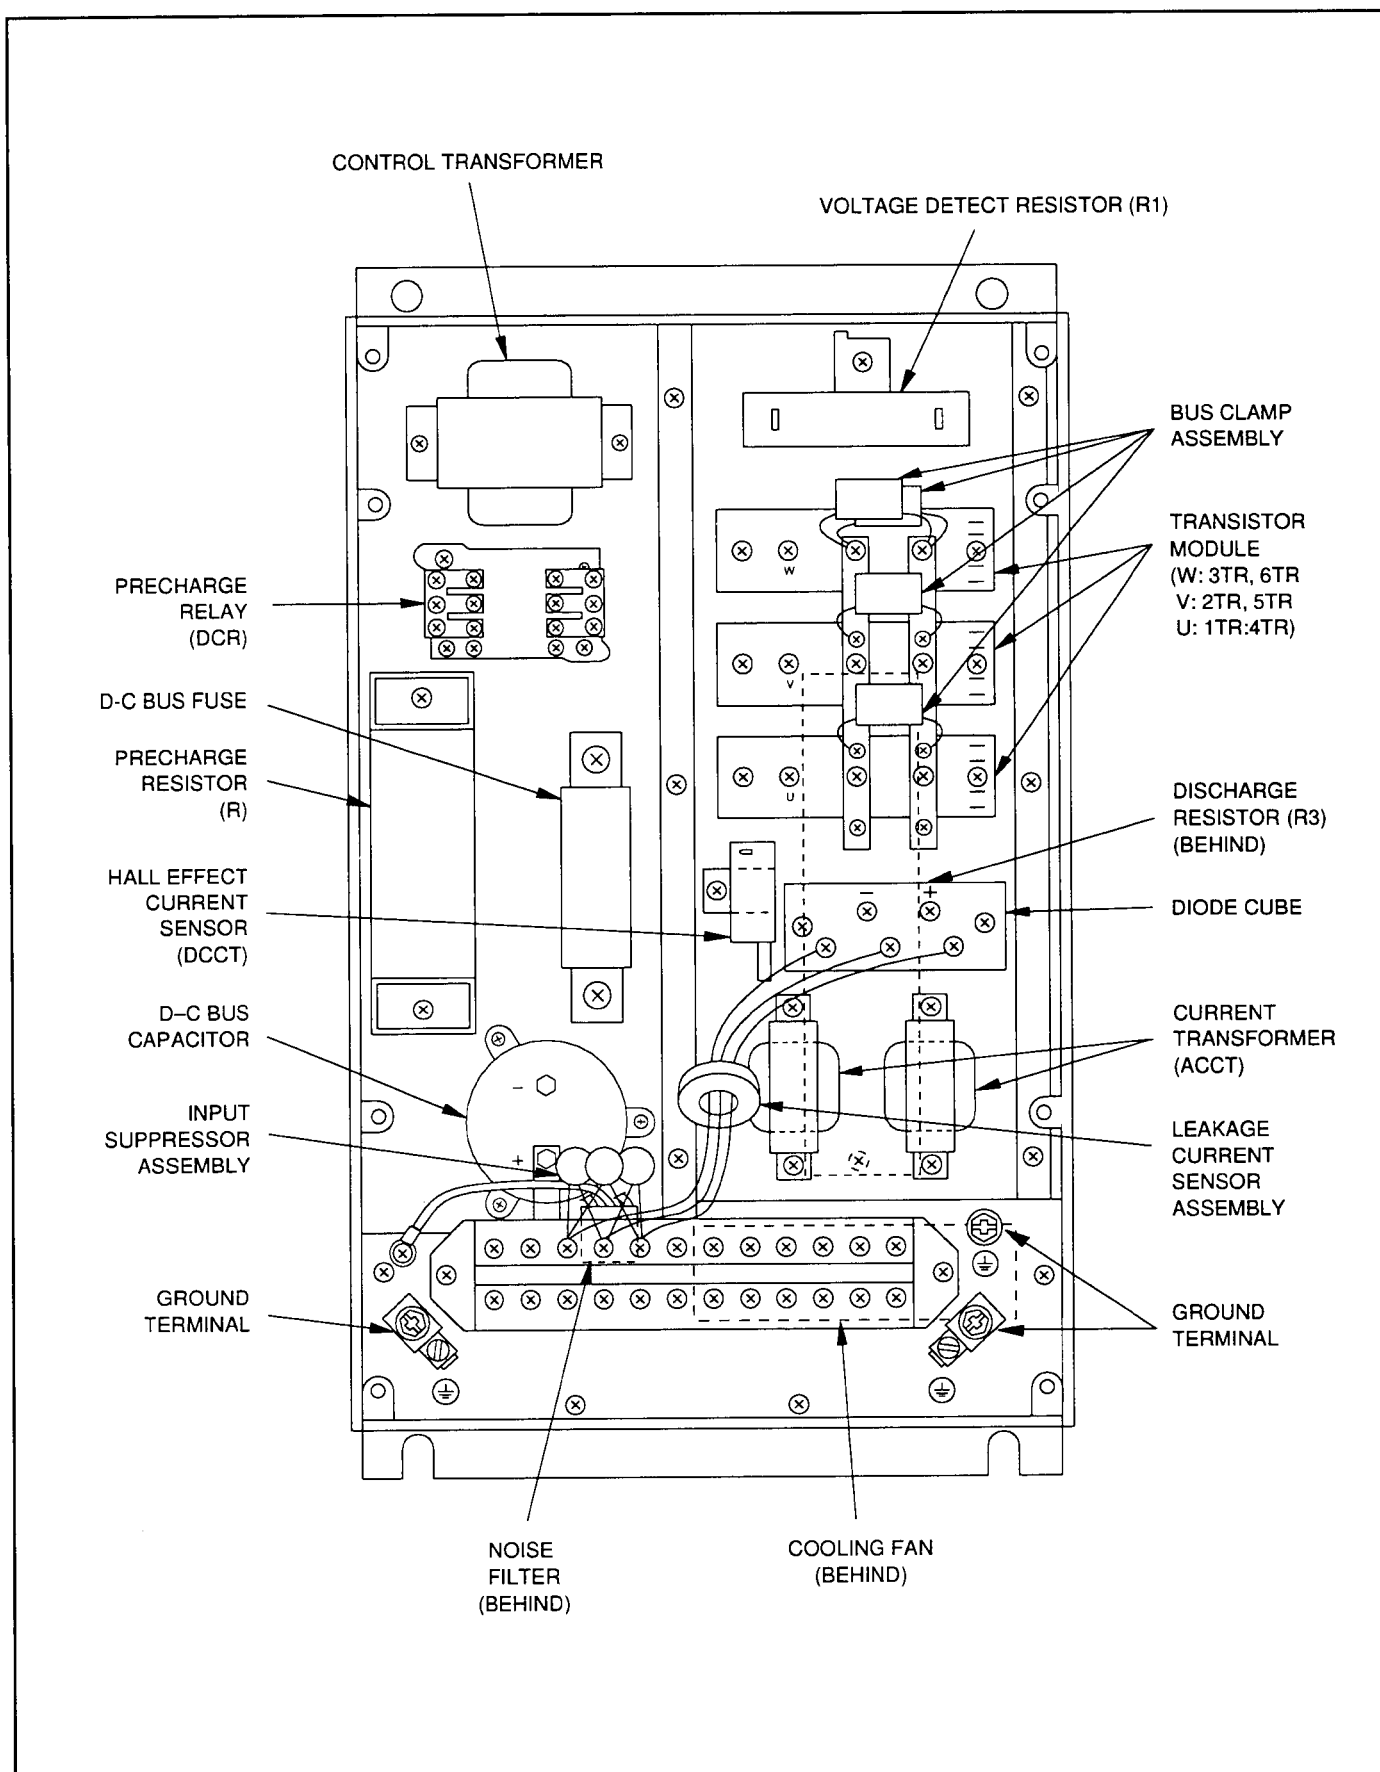 CONTROL TRANSFORMER
VOLTAGE DETECT RESISTOR (R1)
BUS CLAMP
ASSEMBLY
TRANSISTOR
MODULE
(W: 3TR, 6TR
V: 2TR, 5TR
U: 1TR:4TR)
PRECHARGE
RELAY
(DCR)
D-C BUS FUSE
PRECHARGE
RESISTOR
(R)
DISCHARGE
RESISTOR (R3)
(BEHIND)
HALL EFFECT
CURRENT
SENSOR
(DCCT)
DIODE CUBE
D–C BUS
CAPACITOR
CURRENT
TRANSFORMER
(ACCT)
INPUT
SUPPRESSOR
ASSEMBLY
LEAKAGE
CURRENT
SENSOR
ASSEMBLY
GROUND
TERMINAL
GROUND
TERMINAL
NOISE
FILTER
(BEHIND)
COOLING FAN
(BEHIND)
W
V
U
− +
−
+